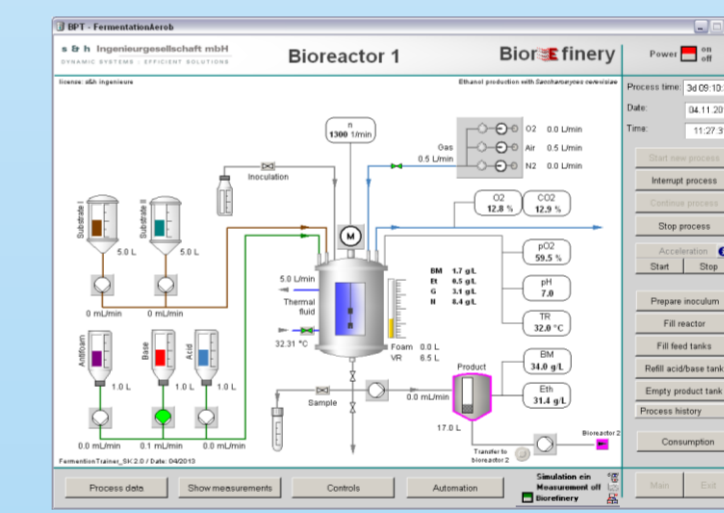 BPT - FermentationAerob
s & h Ingenieurgesellschaft mbH
DYNAMIC SYSTEMS - EFFICIENT SOLUTIONS
Bioreactor 1
BiorEfinery
Power on off
license: s&h ingenieure
Ethanol production with Saccharomyces cerevisiae
Process time: 3d 09:10:
Date: 04.11.20
Time: 11:27:3
Start new process
Interrupt process
Continue process
Stop process
Acceleration
Start Stop
Prepare inoculum
Fill reactor
Fill feed tanks
Refill acid/base tank
Empty product tank
Process history
Consumption
Main Exit
n
1300 1/min
Gas
0.5 L/min
O2 0.0 L/min
Air 0.5 L/min
N2 0.0 L/min
Inoculation
O2
12.8 %
CO2
12.9 %
Substrate I
5.0 L
Substrate II
5.0 L
0 mL/min
0 mL/min
M
pO2
59.5 %
pH
7.0
TR
32.0 °C
BM
34.0 g/L
Eth
31.4 g/L
5.0 L/min
Thermal
fluid
32.31 °C
BM 1.7 g/L
Et 0.5 g/L
G 3.1 g/L
N 8.4 g/L
Foam 0.0 L
VR 6.5 L
Antifoam
1.0 L
Base
1.0 L
Acid
1.0 L
0.0 mL/min
0.1 mL/min
0.0 mL/min
Sample
0.0 mL/min
Product
17.0 L
Transfer to
bioreactor 2
Bioreactor 2
FermentionTrainer_SK 2.0 / Date: 04/2013
Process data
Show measurements
Controls
Automation
Simulation ein
Measurement off
Biorefinery